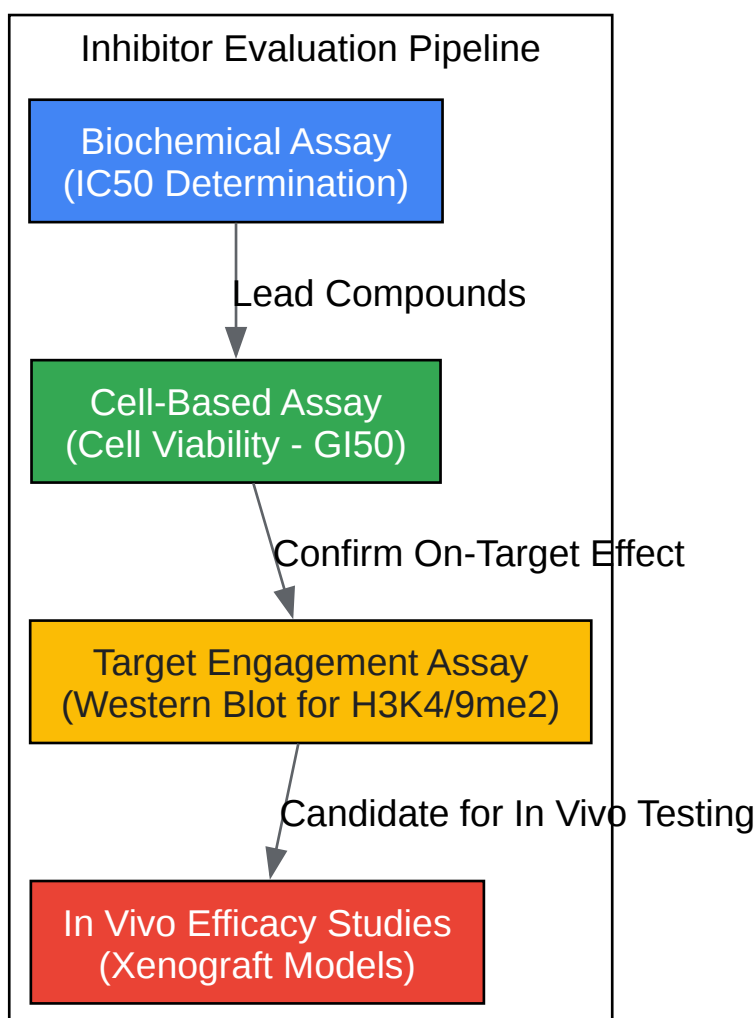 Inhibitor Evaluation Pipeline
Biochemical Assay
(IC50 Determination)
Lead Compounds
Cell-Based Assay
(Cell Viability - GI50)
Confirm On-Target Effect
Target Engagement Assay
(Western Blot for H3K4/9me2)
Candidate for In Vivo Testing
In Vivo Efficacy Studies
(Xenograft Models)